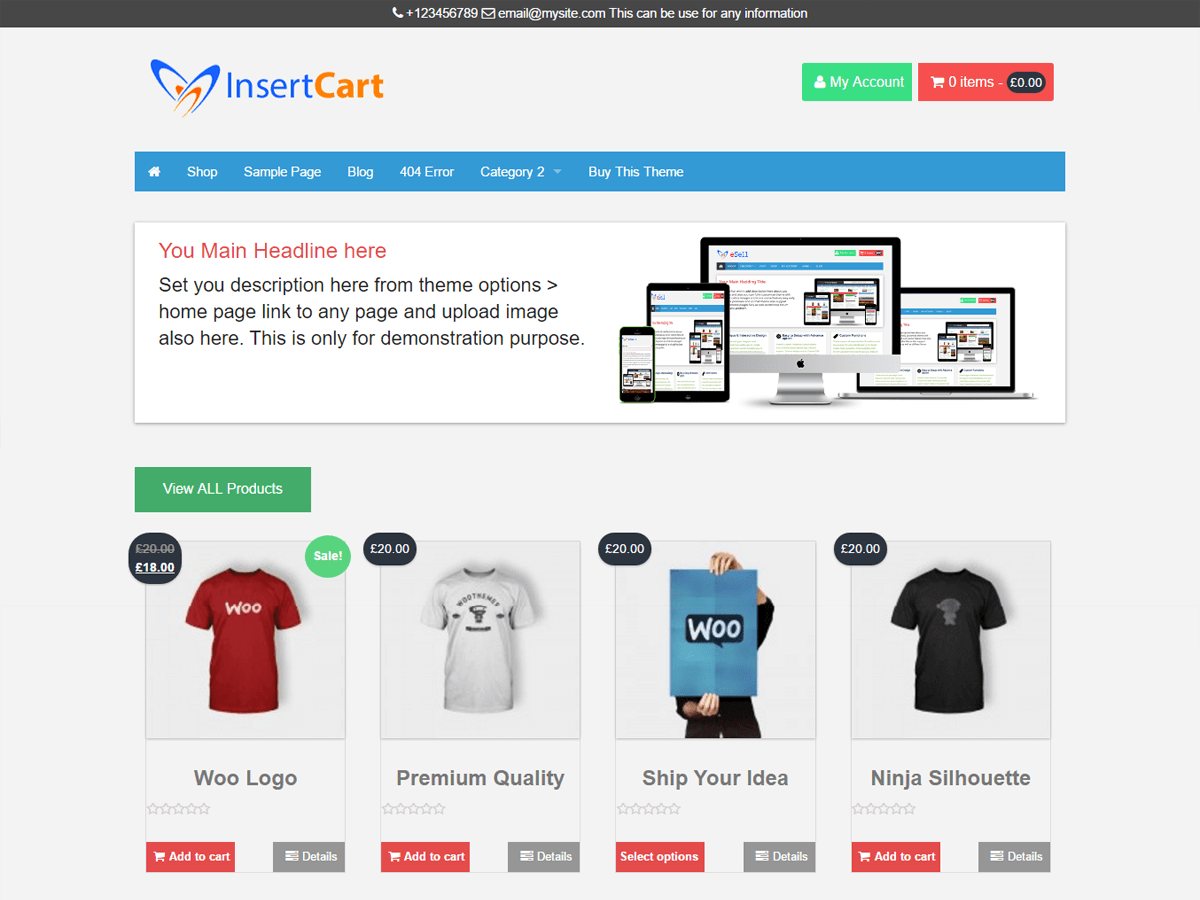 +123456789 email@mysite.com This can be use for any information
InsertCart
My Account
0 items - £0.00
Shop Sample Page Blog 404 Error Category 2 Buy This Theme
You Main Headline here
Set you description here from theme options >
home page link to any page and upload image
also here. This is only for demonstration purpose.
eSell
View ALL Products
£20.00
£18.00
Sale!
WOO
Woo Logo
Add to cart
Details
£20.00
WOOTHEMES
Premium Quality
Add to cart
Details
£20.00
WOO
Ship Your Idea
Select options
Details
£20.00
Ninja Silhouette
Add to cart
Details